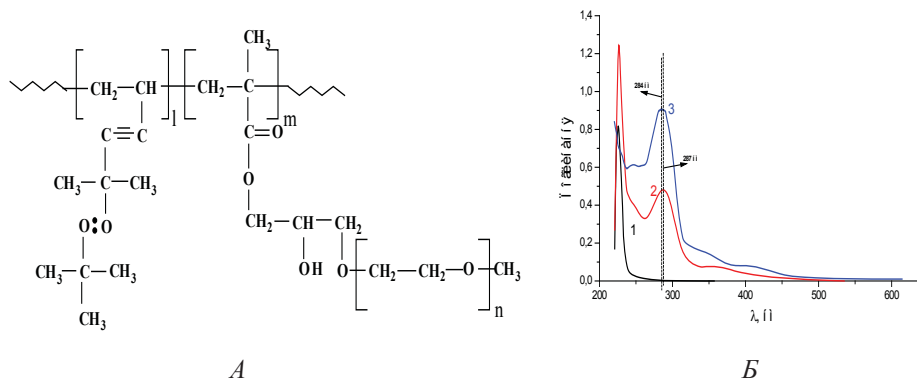 CH₃
CH₂ CH CH₂ C
l m
C≡C C=O
CH₃ CH₃ O
C
O:O CH₂ CH₂
CH
C CH₃ OH O CH₂ CH₂ O CH₃
CH₃
n
CH₃
А
1,4
1,2
1,0
0,8
0,6
0,4
0,2
0,0
200 300 400 500 600
λ, í ì
284í ì
287í ì
1
2
3
Б